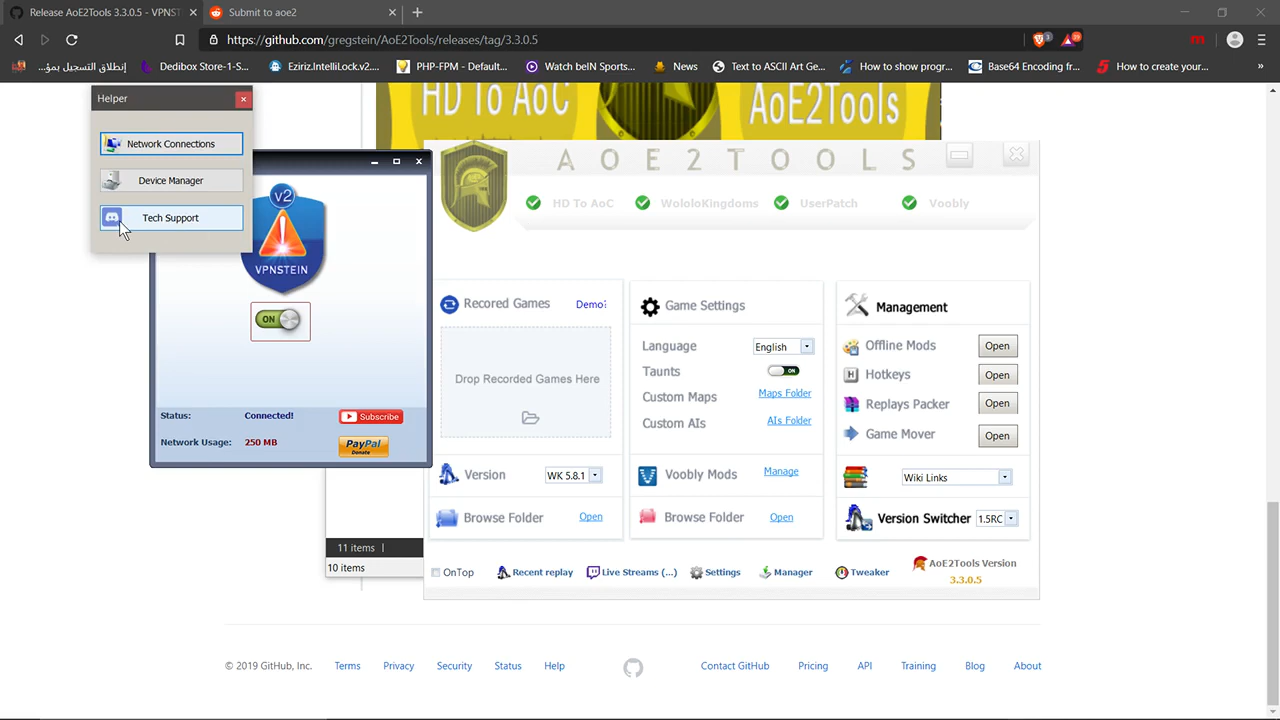 Release AoE2Tools 3.3.0.5 - VPNST
Submit to aoe2
https://github.com/gregstein/AoE2Tools/releases/tag/3.3.0.5
إنطلاق التسجيل بمؤ...
Dedibox Store-1-S...
Eziriz.IntelliLock.v2....
PHP-FPM - Default...
Watch beIN Sports...
News
Text to ASCII Art Ge...
How to show progr...
Base64 Encoding fr...
How to create your...
»
HD To AoC
AoE2Tools
Helper
Network Connections
Device Manager
Tech Support
v2
VPNSTEIN
ON
Status: Connected!
Subscribe
Network Usage: 250 MB
PayPal
Donate
11 items
10 items
AOE2TOOLS
HD To AoC
WololoKingdoms
UserPatch
Voobly
Recored Games
Demo
Drop Recorded Games Here
Version
WK 5.8.1
Browse Folder
Open
Game Settings
Language
English
Taunts
ON
Custom Maps
Maps Folder
Custom AIs
AIs Folder
Voobly Mods
Manage
Browse Folder
Open
Management
Offline Mods
Open
Hotkeys
Open
Replays Packer
Open
Game Mover
Open
Wiki Links
Version Switcher
1.5RC
OnTop
Recent replay
Live Streams (...)
Settings
Manager
Tweaker
AoE2Tools Version
3.3.0.5
© 2019 GitHub, Inc.
Terms
Privacy
Security
Status
Help
Contact GitHub
Pricing
API
Training
Blog
About